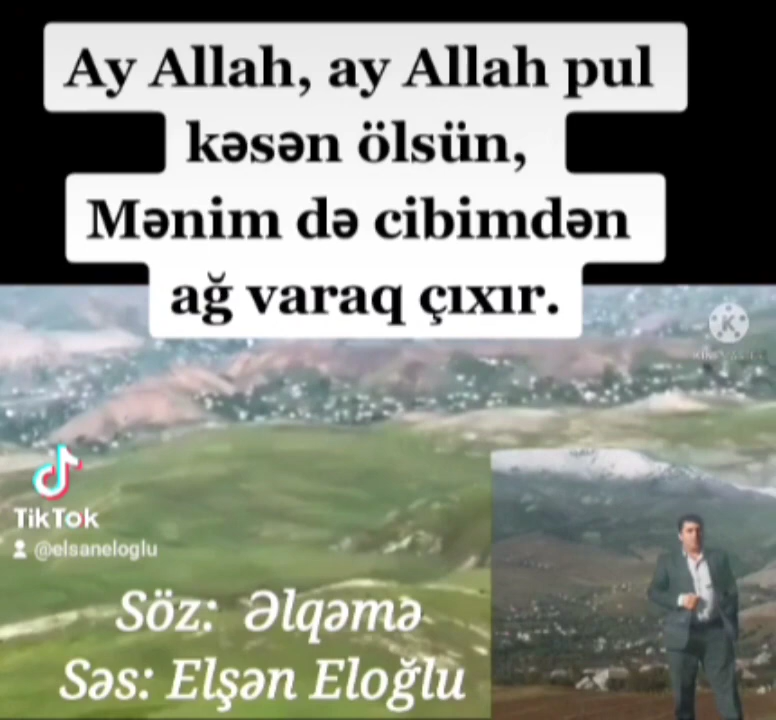 Ay Allah, ay Allah pul
kəsən ölsün,
Mənim də cibimdən
ağ varaq çıxır.
K
TikTok
@elsaneloglu
Söz: Əlqəmə
Səs: Elşən Eloğlu